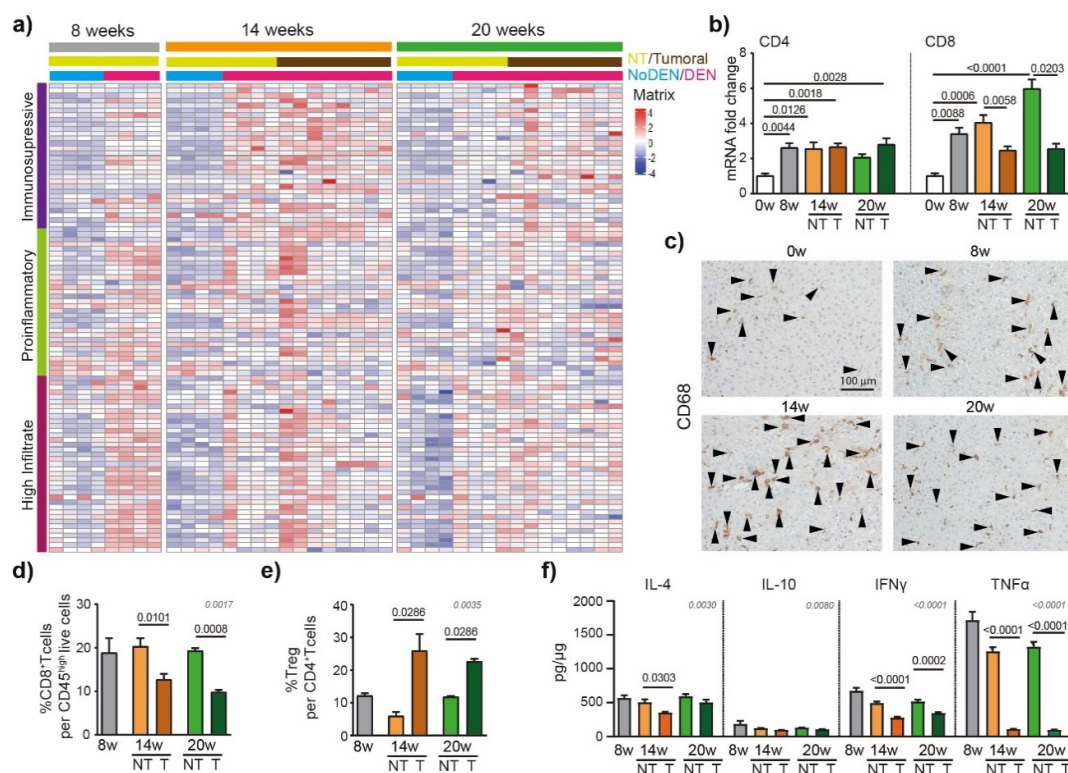 a)
8 weeks 14 weeks 20 weeks
NT/Tumoral
NoDEN/DEN
Matrix
4
2
0
-2
-4
Immunosuppressive
Proinflammatory
High Infiltrate
b)
CD4 CD8
mRNA fold change
8
6
4
2
0
0.0028
0.0018
0.0126
0.0044
<0.0001 0.0203
0.0006 0.0058
0.0088
0w 8w 14w 20w 0w 8w 14w 20w
NT T NT T NT T NT T
c)
0w 8w
100 µm
14w 20w
CD68
d)
%CD8⁺Tcells
per CD45ʰⁱᵍʰ live cells
30
20
10
0
0.0017
0.0101 0.0008
8w 14w 20w
NT T NT T
e)
%Treg
per CD4⁺Tcells
40
30
20
10
0
0.0035
0.0286 0.0286
8w 14w 20w
NT T NT T
f)
IL-4 IL-10 IFNγ TNFα
pg/µg
2000
1500
1000
500
0
0.0030 0.0080 <0.0001 <0.0001
0.0303 <0.0001 0.0002 <0.0001 <0.0001
8w 14w 20w 8w 14w 20w 8w 14w 20w 8w 14w 20w
NT T NT T NT T NT T NT T NT T NT T NT T